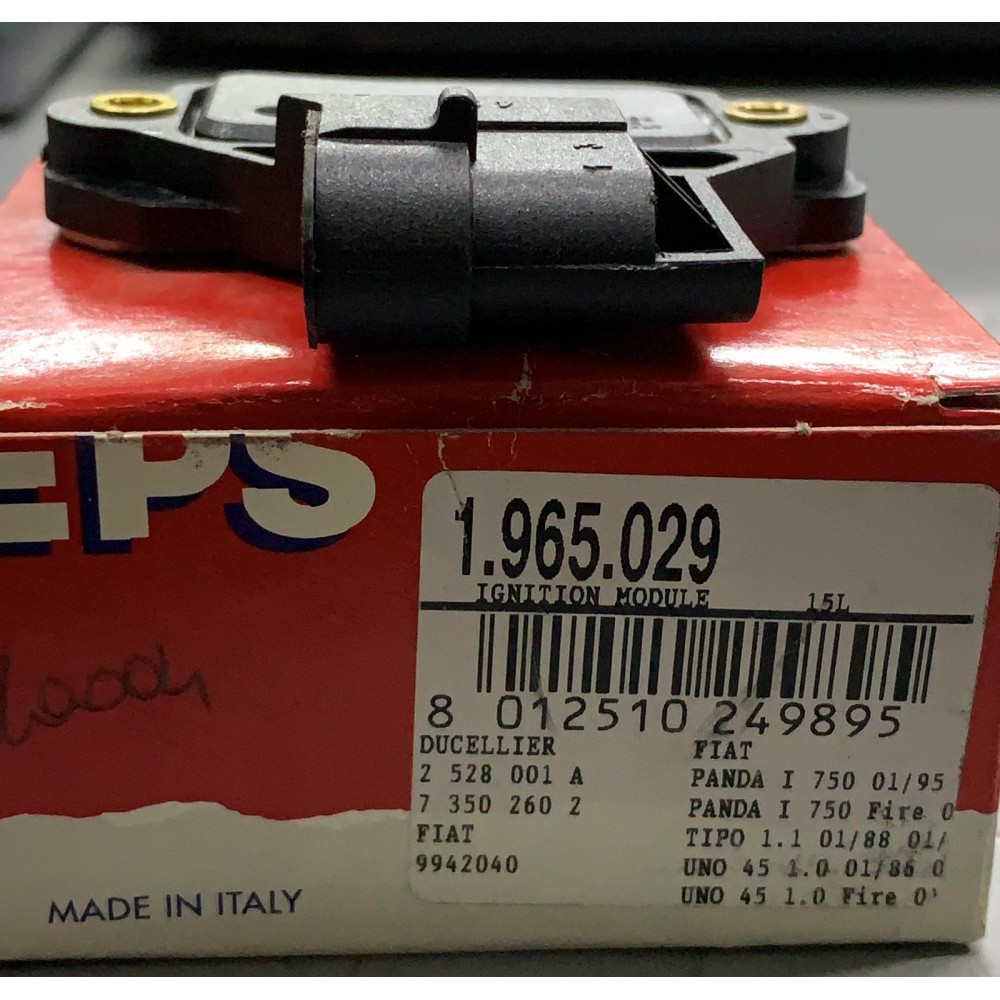 EPS
1.965.029
IGNITION MODULE 15L
8 012510 249895
DUCELLIER
2 528 001 A
7 350 260 2
FIAT
9942040
FIAT
PANDA I 750 01/95
PANDA I 750 Fire 0
TIPO 1.1 01/88 01/
UNO 45 1.0 01/86 0
UNO 45 1.0 Fire 0
MADE IN ITALY